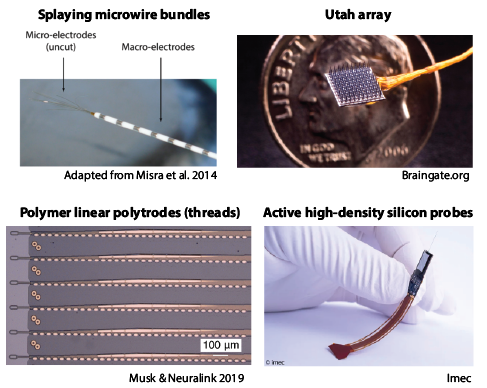 Splaying microwire bundles
Micro-electrodes
(uncut)
Macro-electrodes
Adapted from Misra et al. 2014
Utah array
LIBERTY
IN GOD
WE TRUST
2006
Braingate.org
Polymer linear polytrodes (threads)
100 µm
Musk & Neuralink 2019
Active high-density silicon probes
© imec
Imec